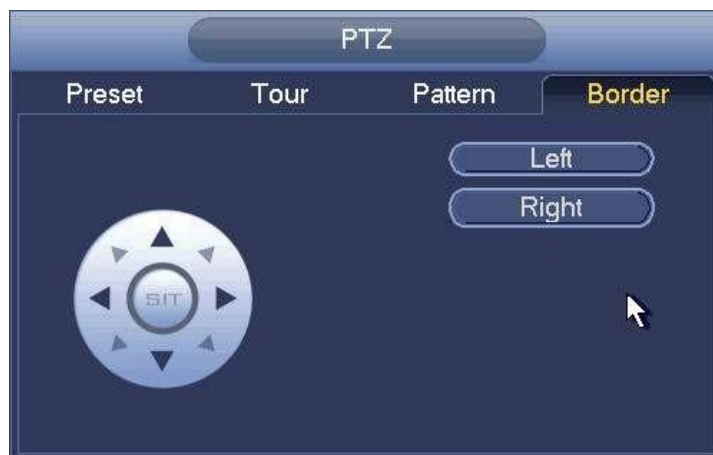 PTZ
Preset Tour Pattern Border
Left
Right
SIT